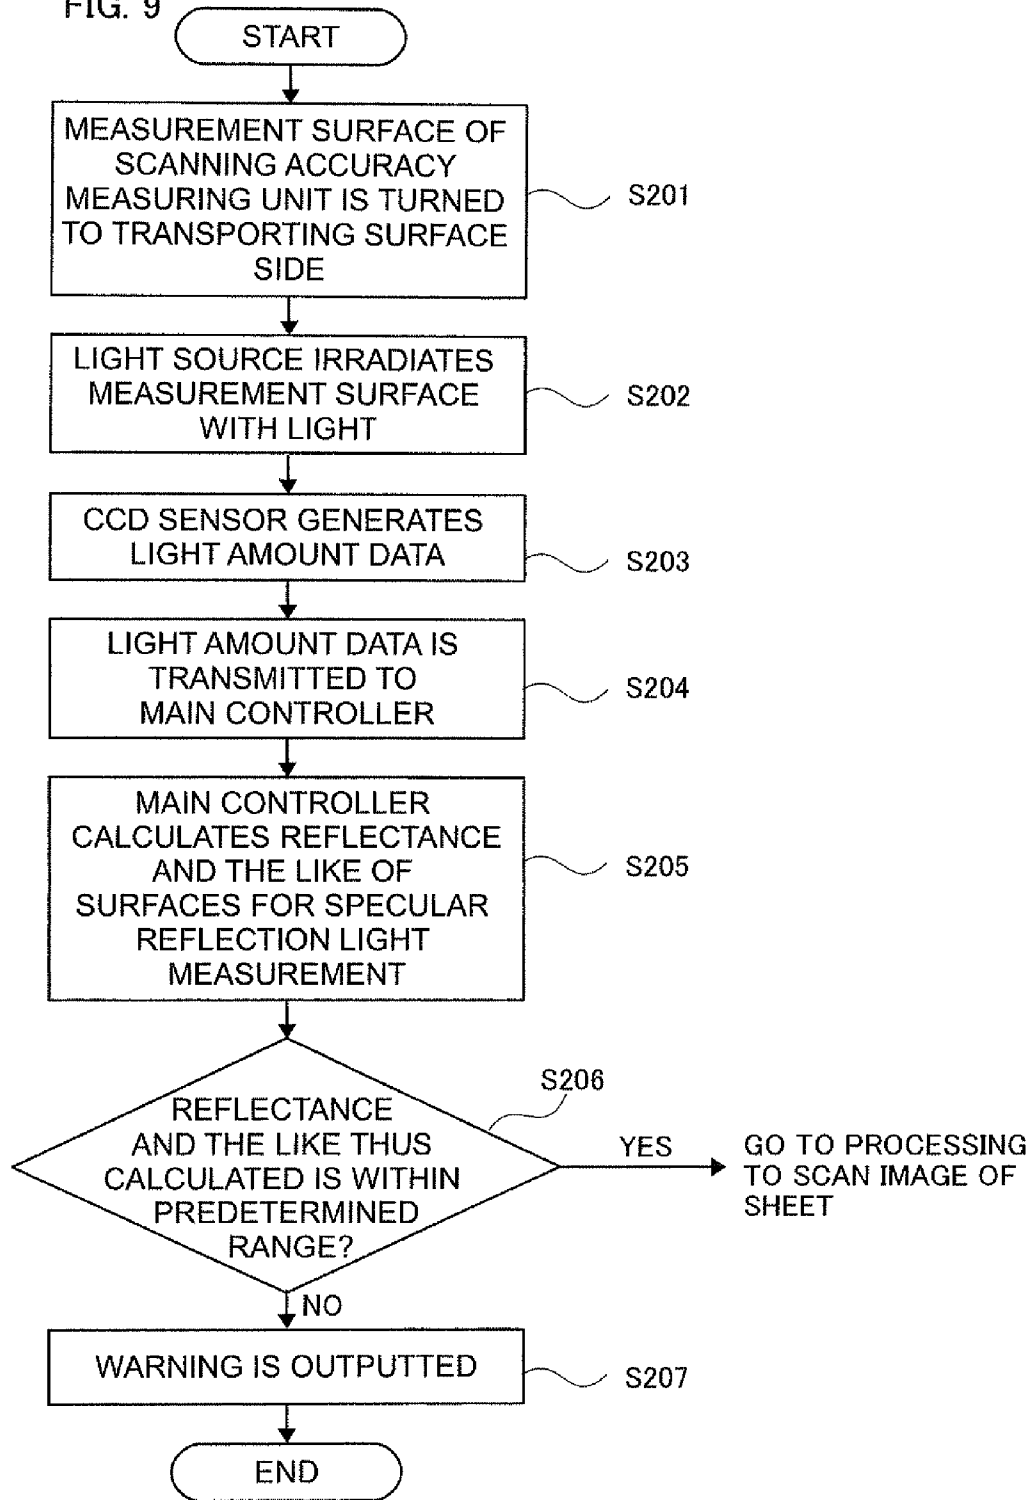 FIG. 9
START
MEASUREMENT SURFACE OF
SCANNING ACCURACY
MEASURING UNIT IS TURNED
TO TRANSPORTING SURFACE
SIDE
S201
LIGHT SOURCE IRRADIATES
MEASUREMENT SURFACE
WITH LIGHT
S202
CCD SENSOR GENERATES
LIGHT AMOUNT DATA
S203
LIGHT AMOUNT DATA IS
TRANSMITTED TO
MAIN CONTROLLER
S204
MAIN CONTROLLER
CALCULATES REFLECTANCE
AND THE LIKE OF
SURFACES FOR SPECULAR
REFLECTION LIGHT
MEASUREMENT
S205
S206
REFLECTANCE
AND THE LIKE THUS
CALCULATED IS WITHIN
PREDETERMINED
RANGE?
YES
GO TO PROCESSING
TO SCAN IMAGE OF
SHEET
NO
WARNING IS OUTPUTTED
S207
END